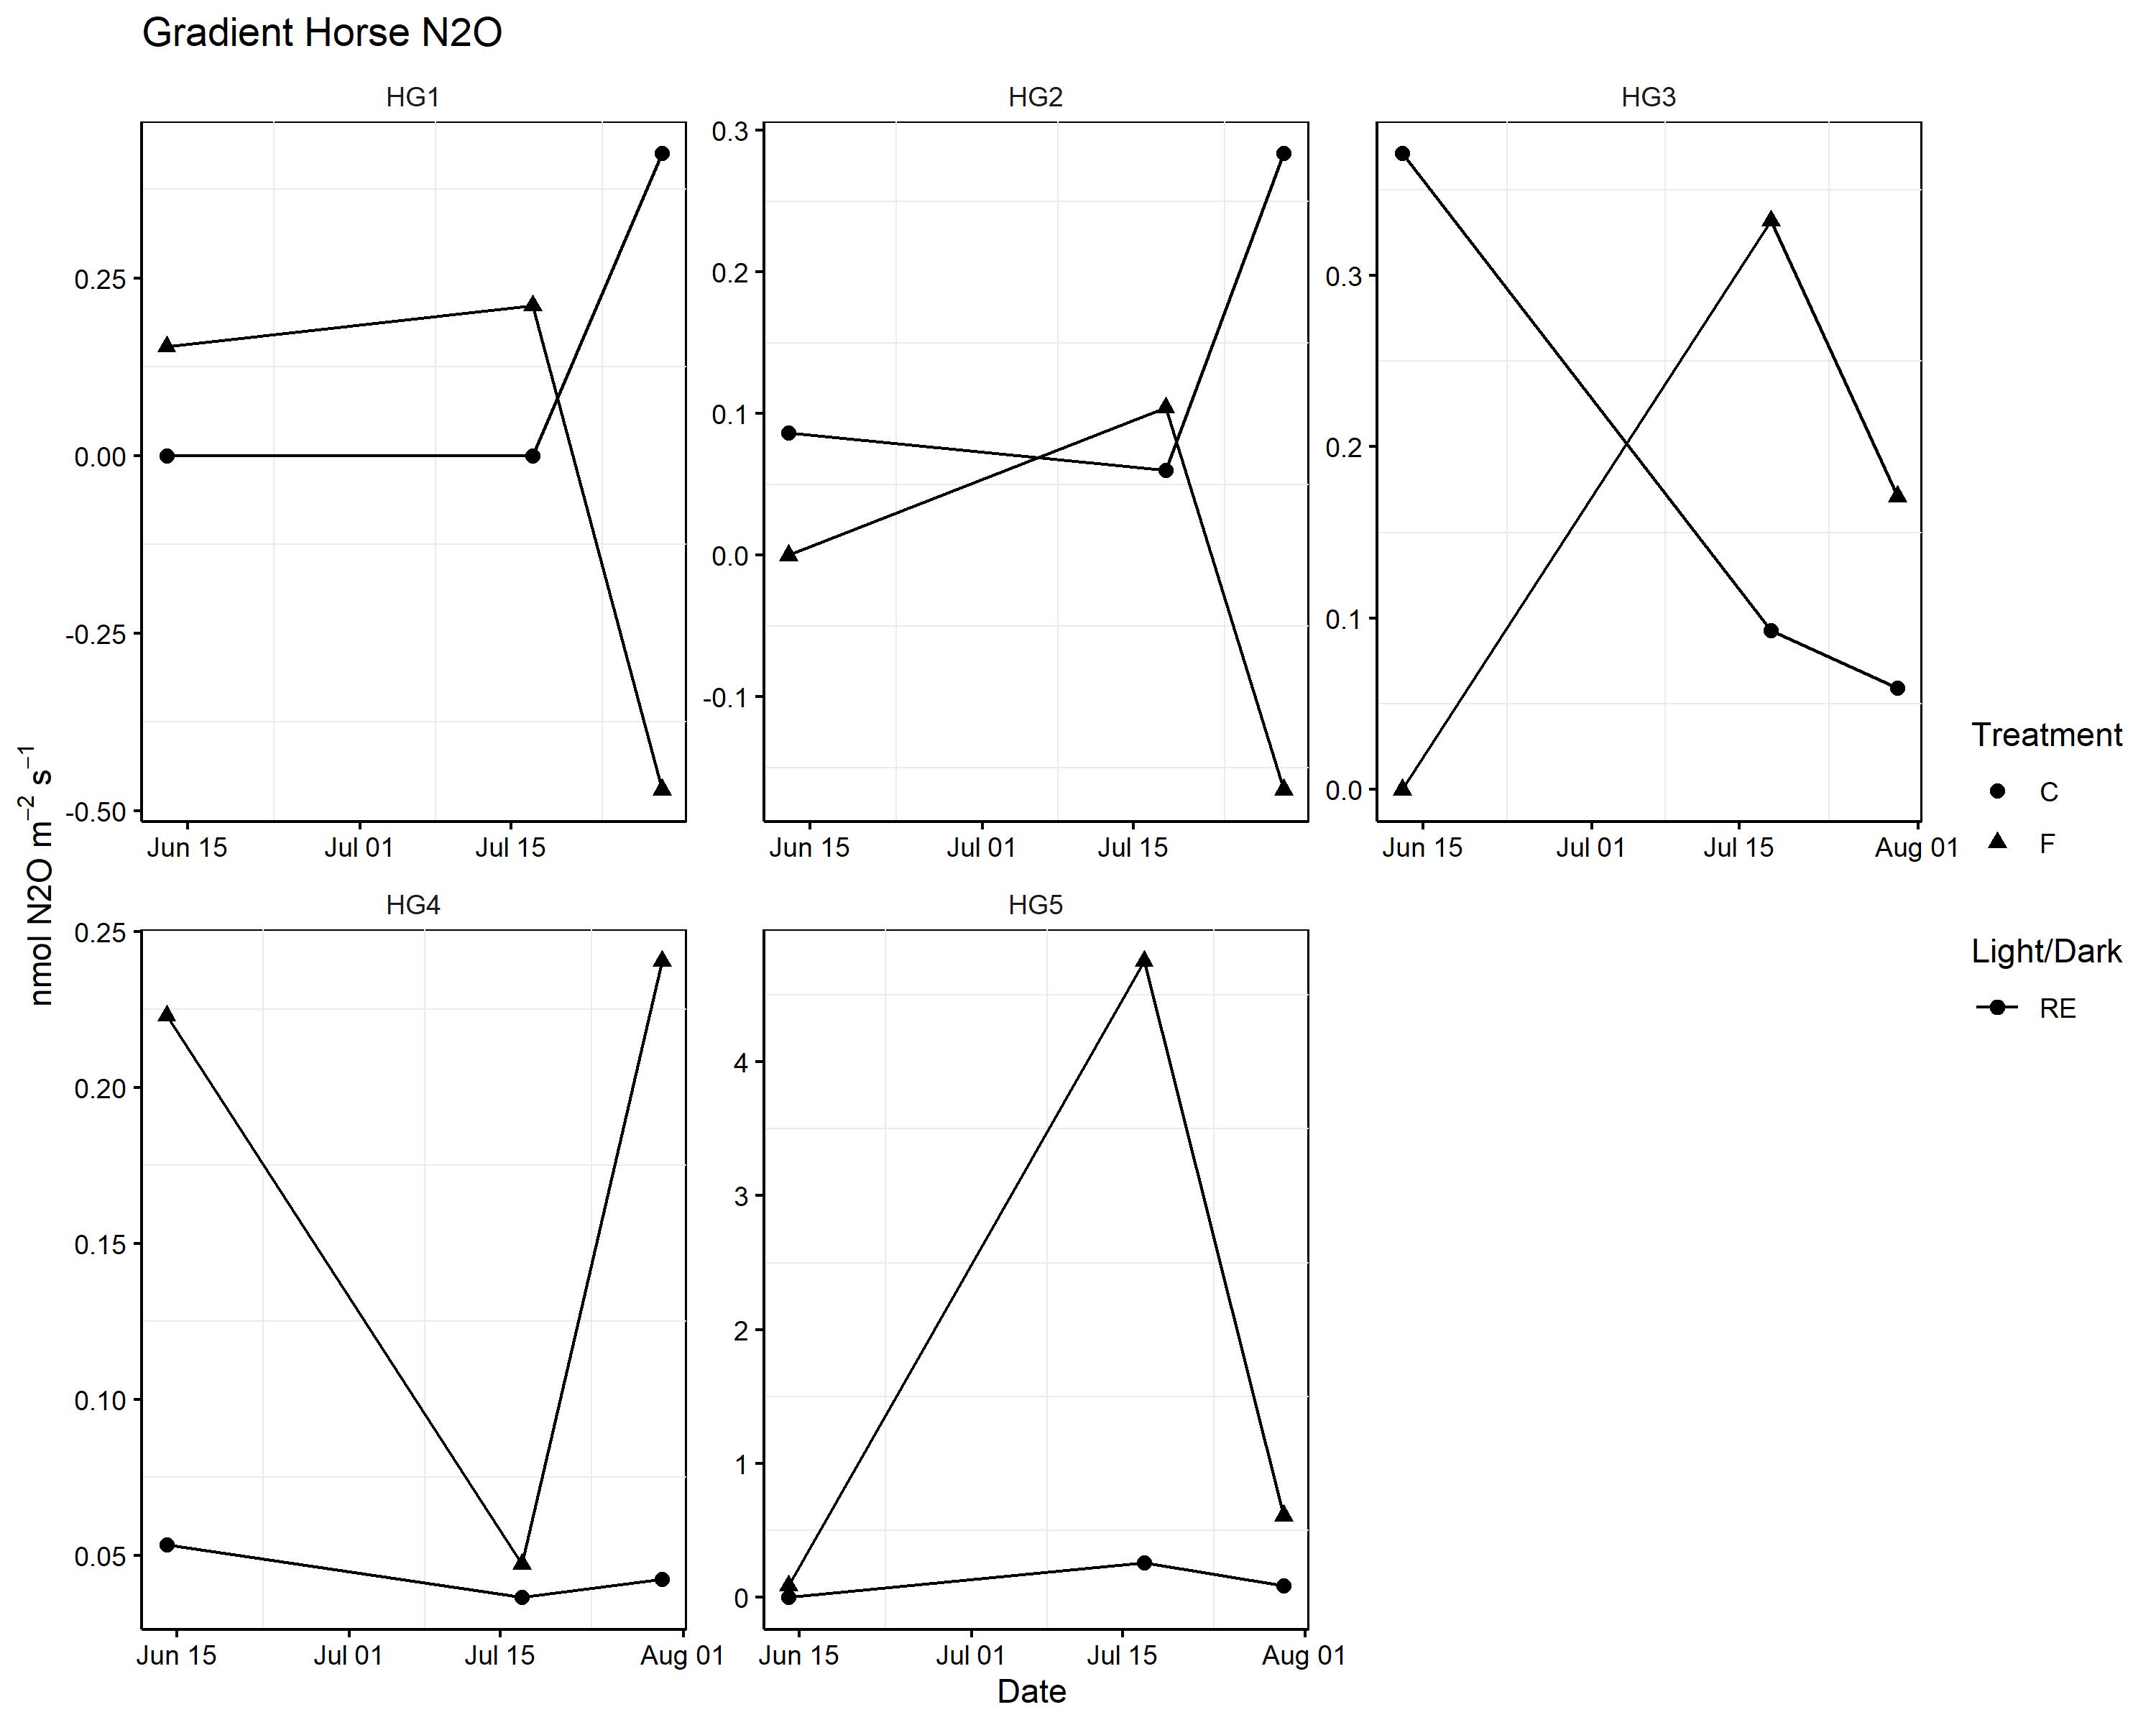 Gradient Horse N2O
HG1
HG2
HG3
0.25
0.00
-0.25
-0.50
0.3
0.2
0.1
0.0
-0.1
0.3
0.2
0.1
0.0
Jun 15
Jul 01
Jul 15
Jun 15
Jul 01
Jul 15
Jun 15
Jul 01
Jul 15
Aug 01
nmol N2O m⁻² s⁻¹
HG4
HG5
0.25
0.20
0.15
0.10
0.05
4
3
2
1
0
Jun 15
Jul 01
Jul 15
Aug 01
Jun 15
Jul 01
Jul 15
Aug 01
Date
Treatment
C
F
Light/Dark
RE